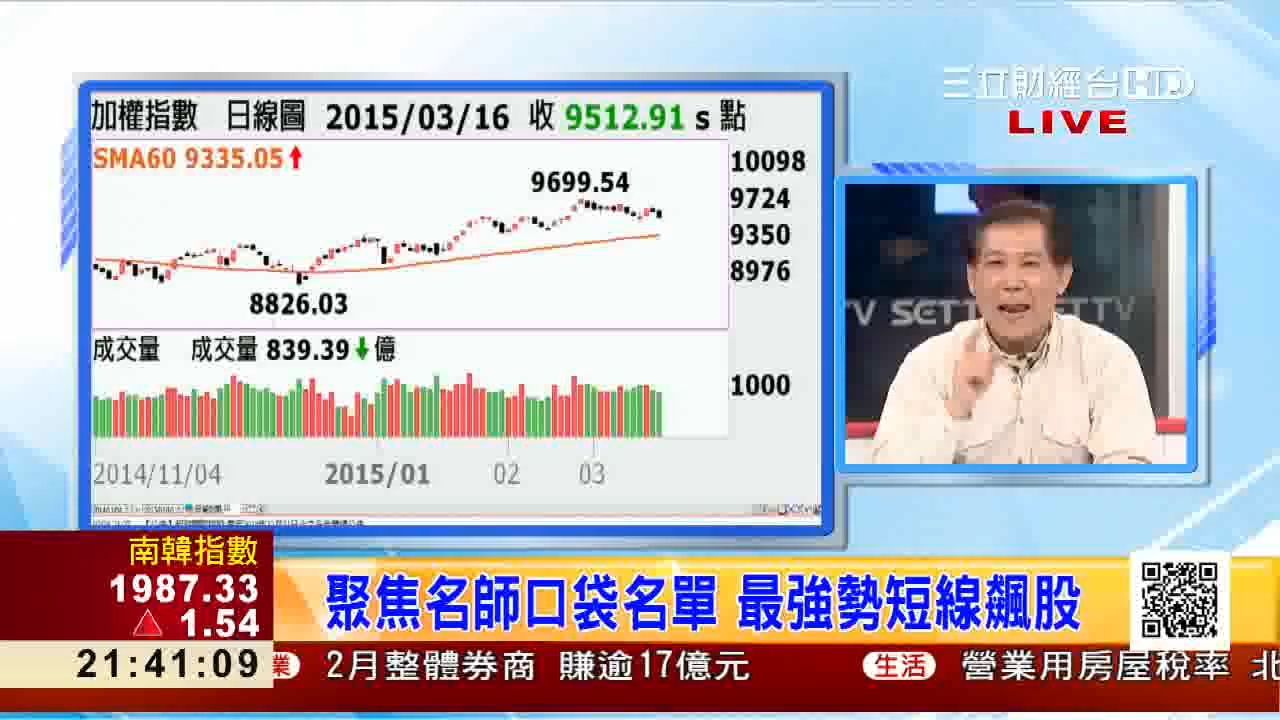 三立財經台HD
LIVE
加權指數 日線圖 2015/03/16 收 9512.91 s 點
SMA60 9335.05
10098
9724
9350
8976
9699.54
8826.03
成交量 成交量 839.39 億
1000
2014/11/04 2015/01 02 03
TV SETTV SETTV
南韓指數
1987.33
1.54
21:41:09
聚焦名師口袋名單 最強勢短線飆股
業 2月整體券商 賺逾17億元 生活 營業用房屋稅率 北